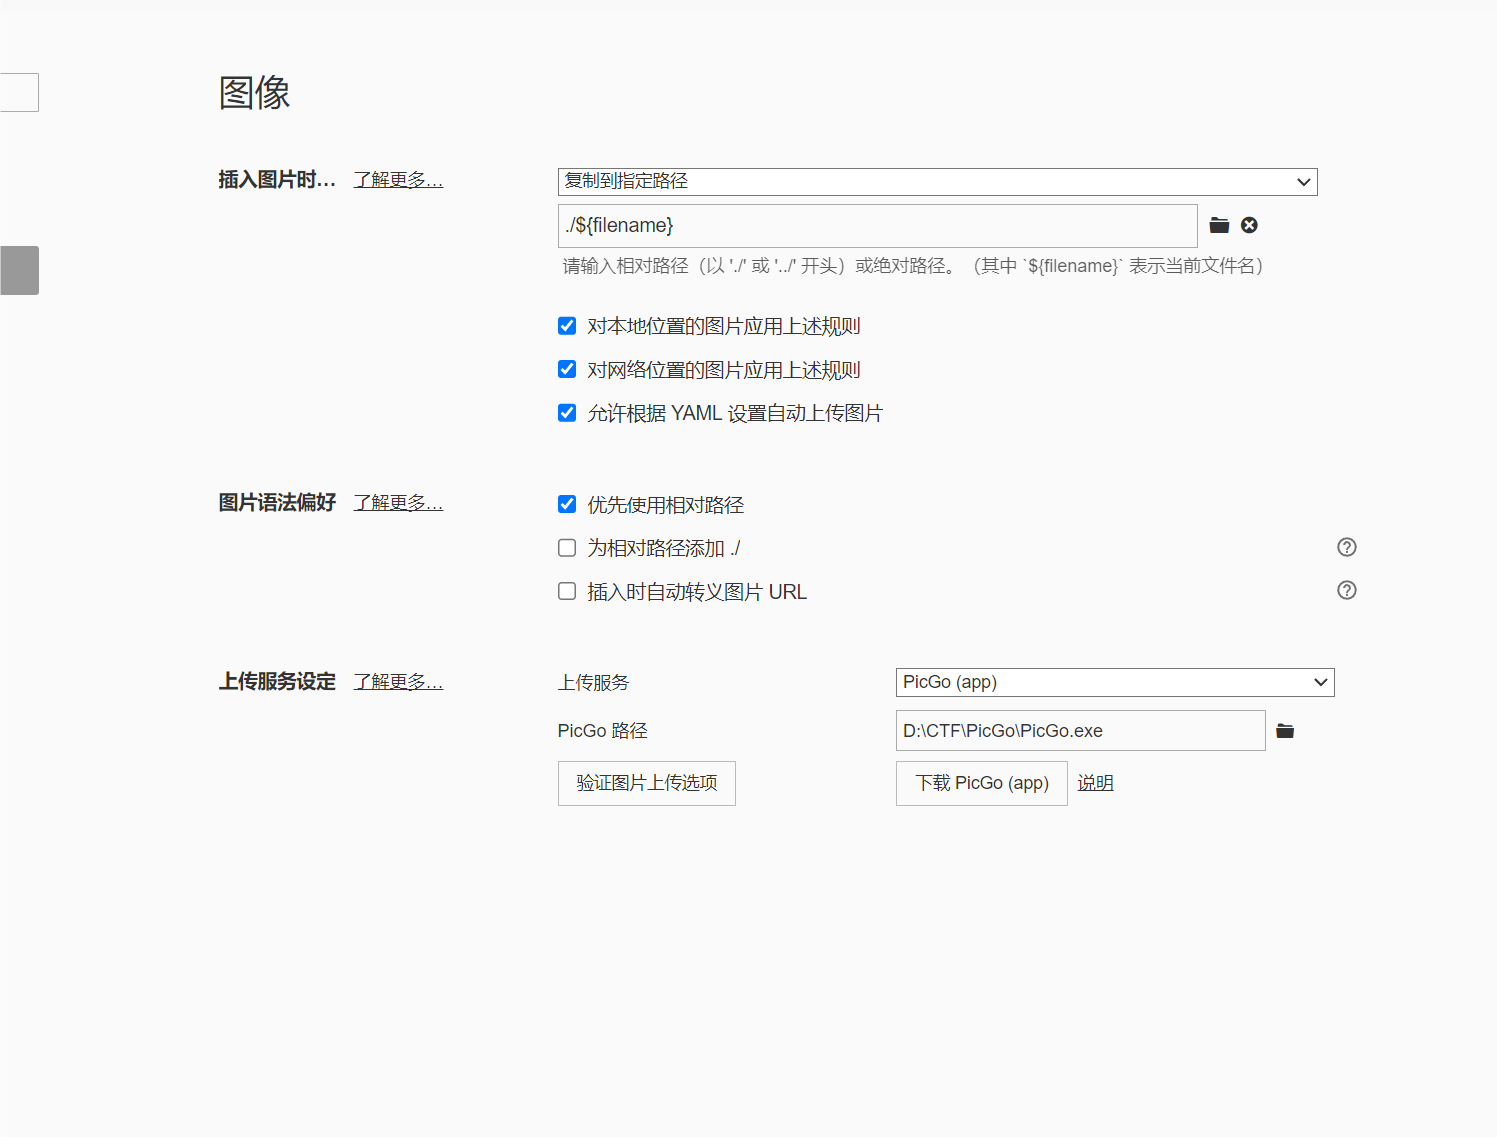 图像
插入图片时... 了解更多...
复制到指定路径
./${filename}
请输入相对路径（以 './' 或 '../' 开头）或绝对路径。（其中 `${filename}` 表示当前文件名）
对本地位置的图片应用上述规则
对网络位置的图片应用上述规则
允许根据 YAML 设置自动上传图片
图片语法偏好 了解更多...
优先使用相对路径
为相对路径添加 ./
插入时自动转义图片 URL
上传服务设定 了解更多...
上传服务 PicGo (app)
PicGo 路径 D:\CTF\PicGo\PicGo.exe
验证图片上传选项 下载 PicGo (app) 说明